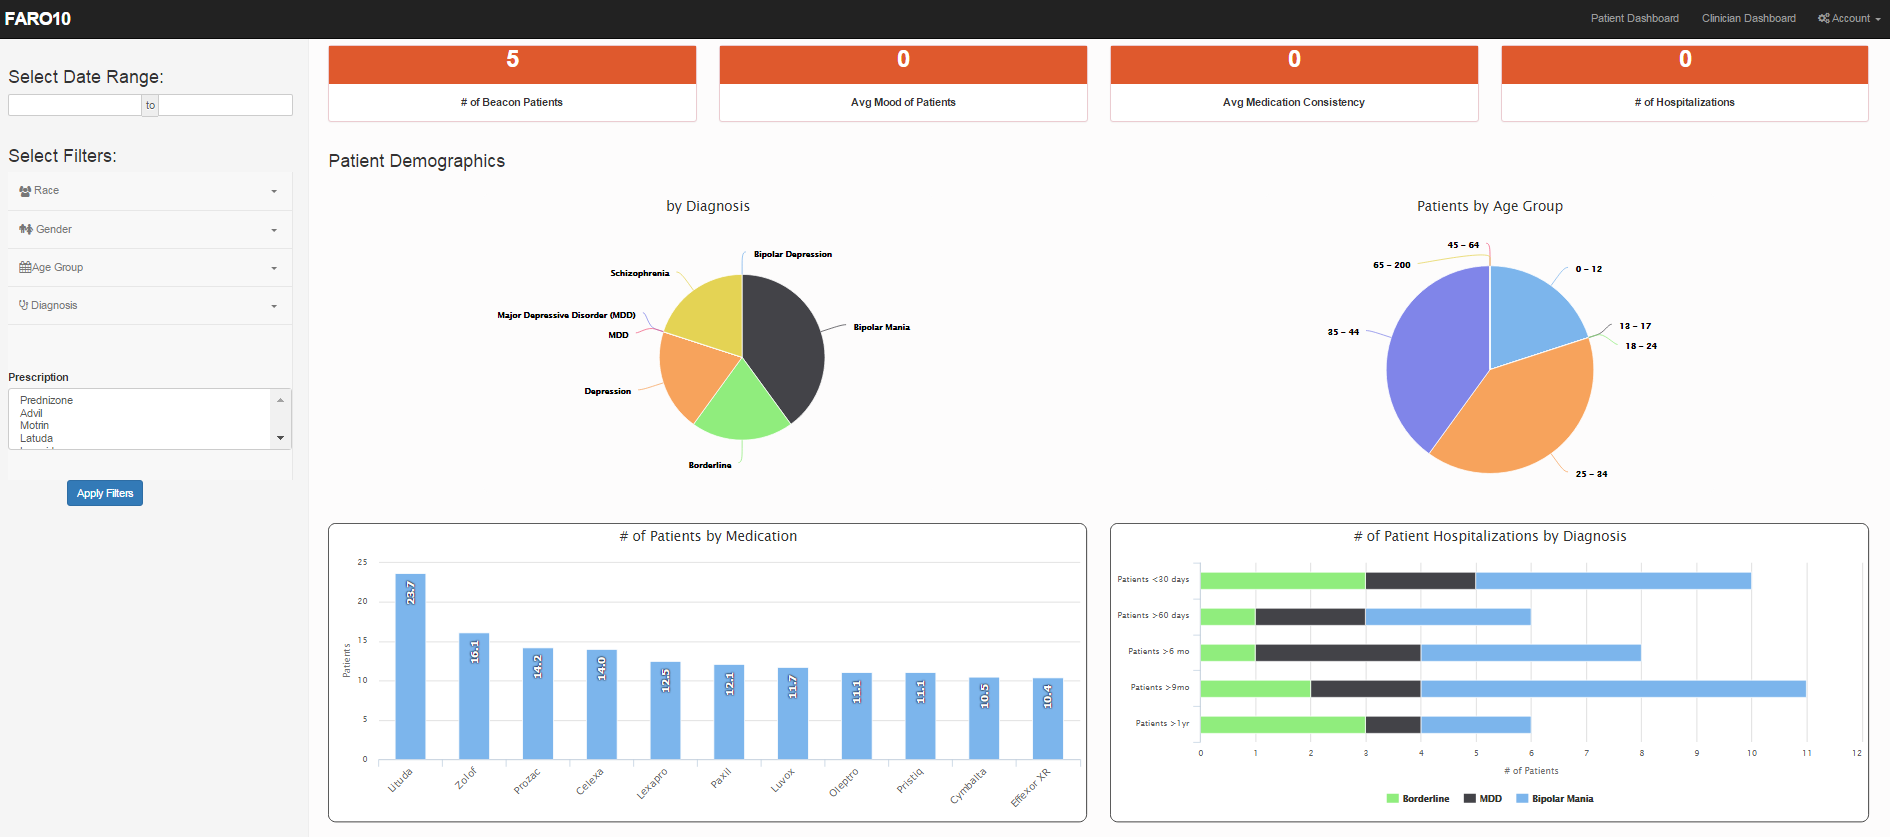 FARO10
Patient Dashboard Clinician Dashboard Account
Select Date Range:
to
Select Filters:
Race
Gender
Age Group
Diagnosis
Prescription
Prednizone
Advil
Motrin
Latuda
Apply Filters
5
# of Beacon Patients
0
Avg Mood of Patients
0
Avg Medication Consistency
0
# of Hospitalizations
Patient Demographics
by Diagnosis
Bipolar Depression
Schizophrenia
Major Depressive Disorder (MDD)
Bipolar Mania
MDD
Depression
Borderline
Patients by Age Group
45 - 64
65 - 200
0 - 12
13 - 17
35 - 44
18 - 24
25 - 34
# of Patients by Medication
Patients
25
20
15
10
5
0
23.7
16.1
14.2
14.0
12.5
12.1
11.7
11.1
11.1
10.5
10.4
Utuda
Zolof
Prozac
Celexa
Lexapro
Paxil
Luvox
Oleptro
Pristiq
Cymbalta
Effexor XR
# of Patient Hospitalizations by Diagnosis
Patients <30 days
Patients >60 days
Patients >6 mo
Patients >9mo
Patients >1yr
0 1 2 3 4 5 6 7 8 9 10 11 12
# of Patients
Borderline MDD Bipolar Mania